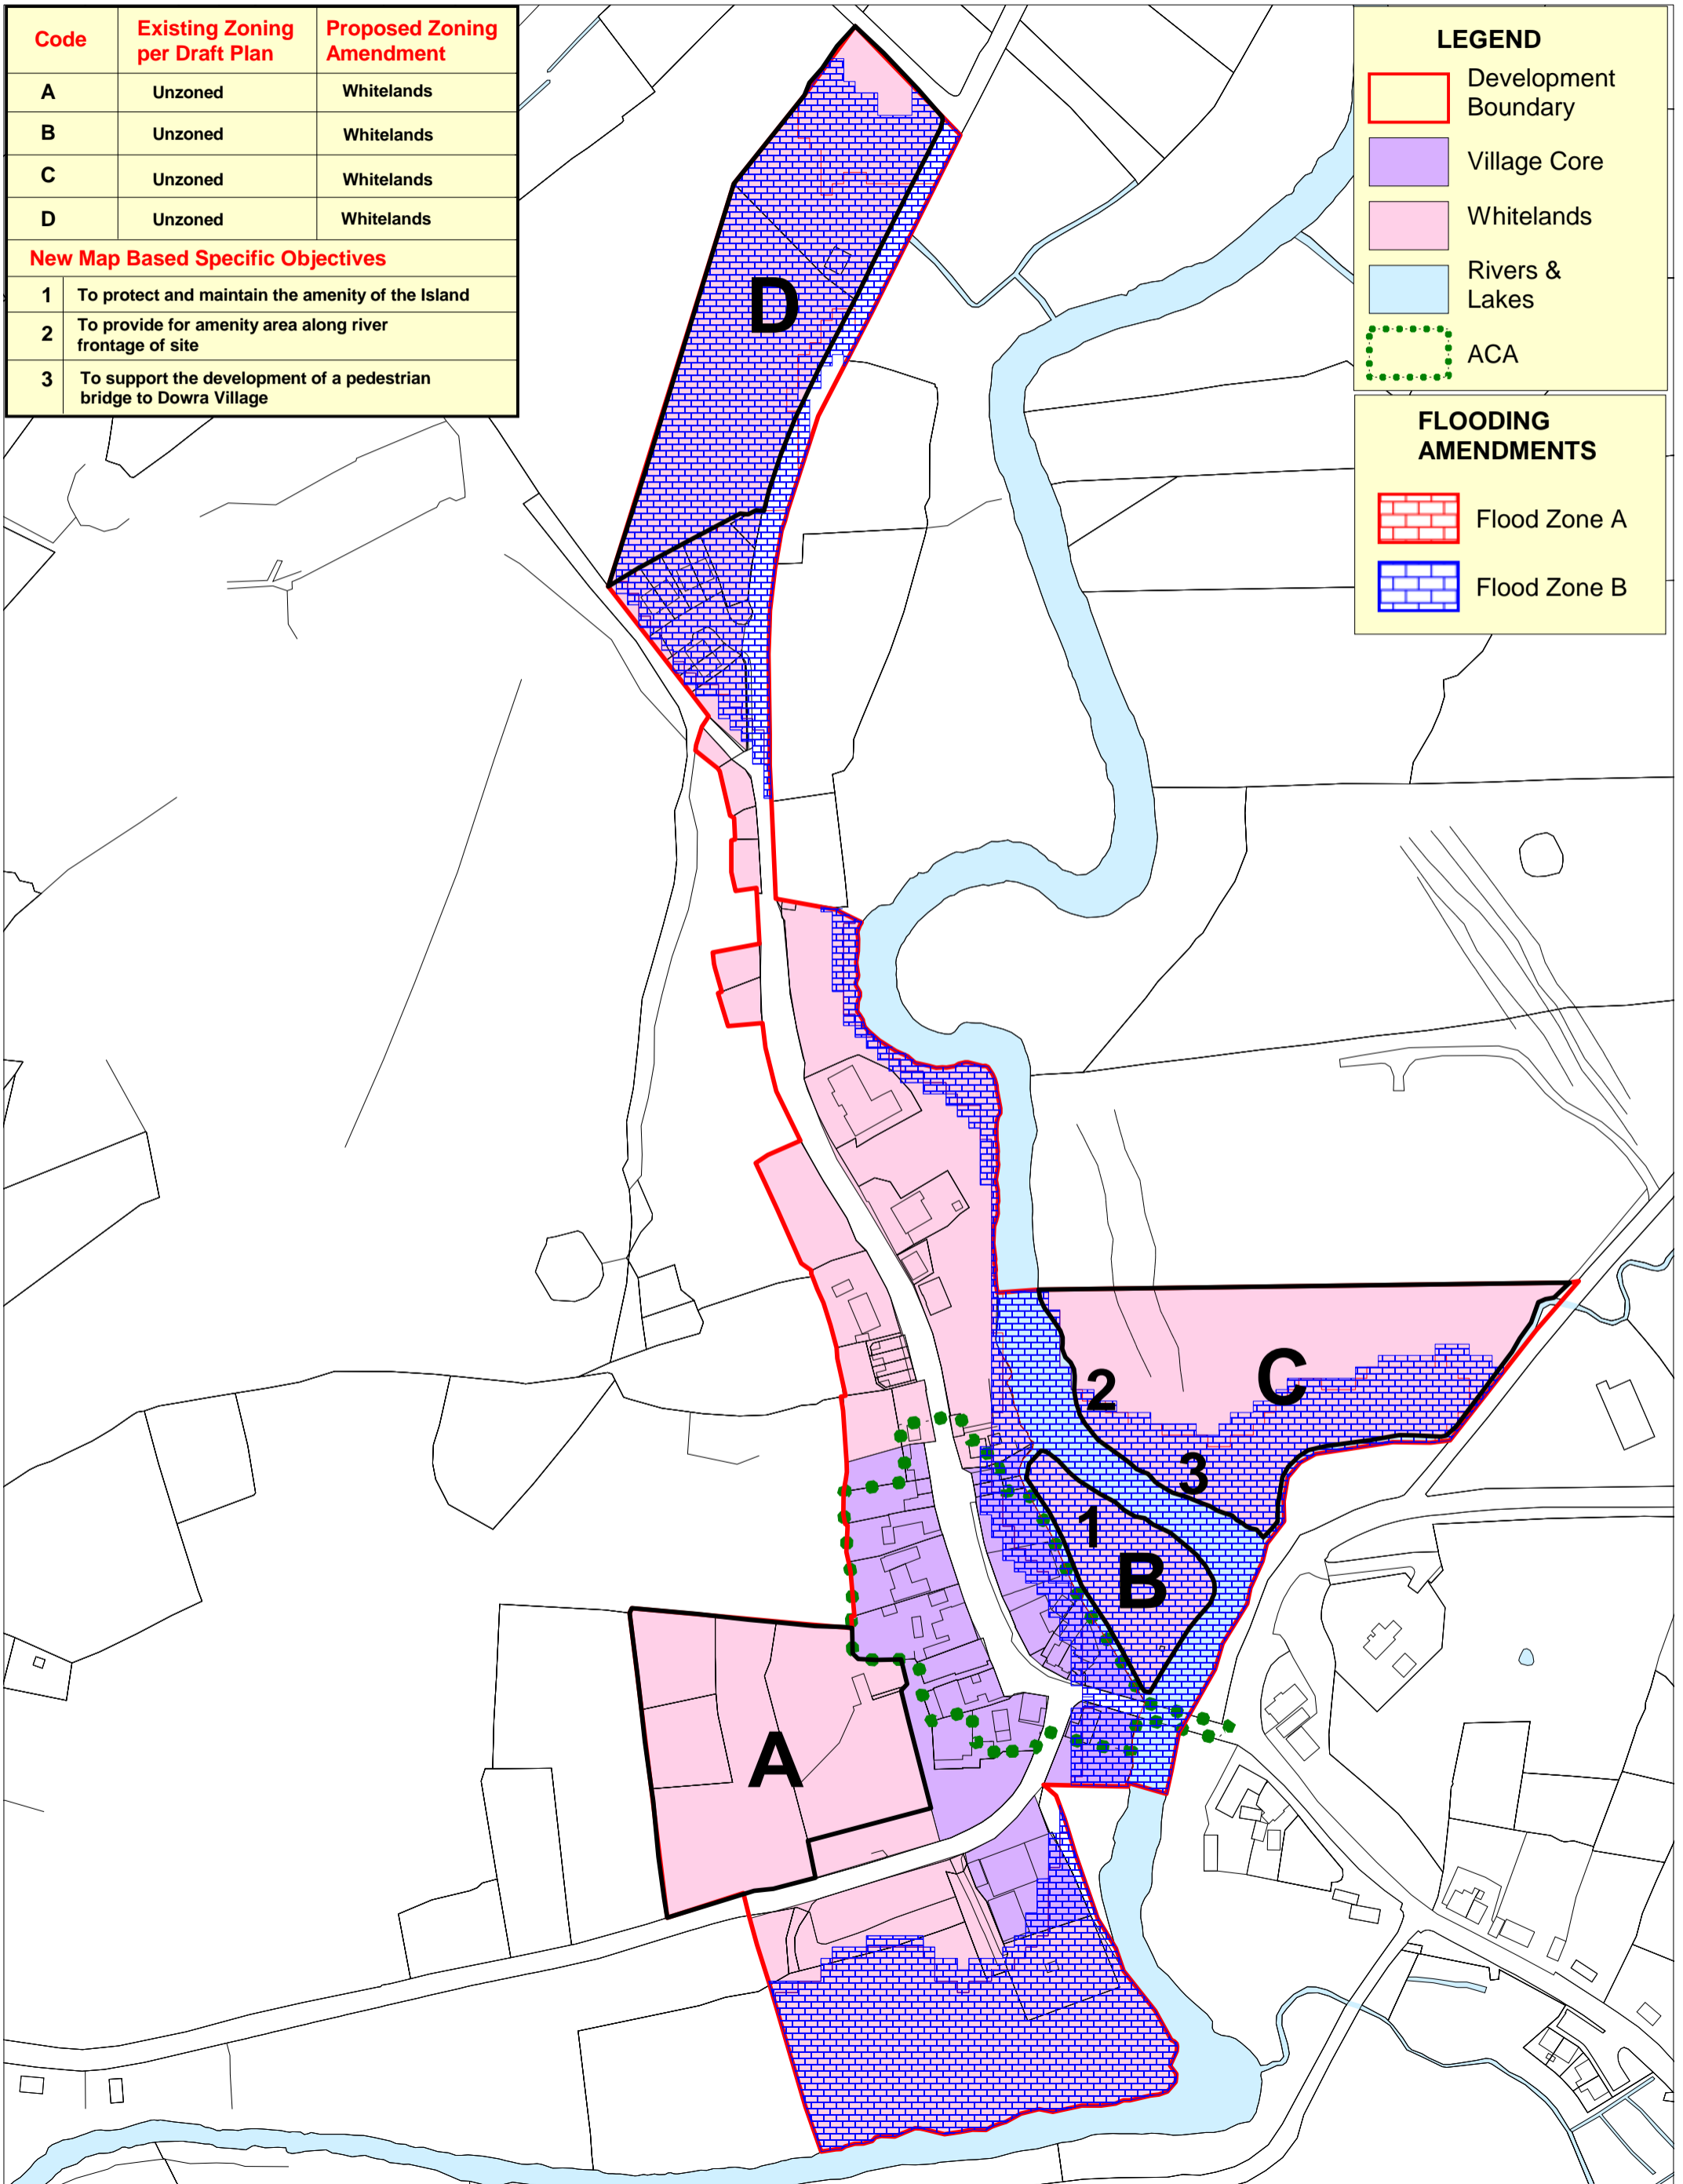 Code Existing Zoning Proposed Zoning
per Draft Plan Amendment
A Unzoned Whitelands
B Unzoned Whitelands
C Unzoned Whitelands
D Unzoned Whitelands
New Map Based Specific Objectives
1 To protect and maintain the amenity of the Island
2 To provide for amenity area along river
frontage of site
3 To support the development of a pedestrian
bridge to Dowra Village
LEGEND
Development
Boundary
Village Core
Whitelands
Rivers &
Lakes
ACA
FLOODING
AMENDMENTS
Flood Zone A
Flood Zone B
D
2
C
3
1
B
A